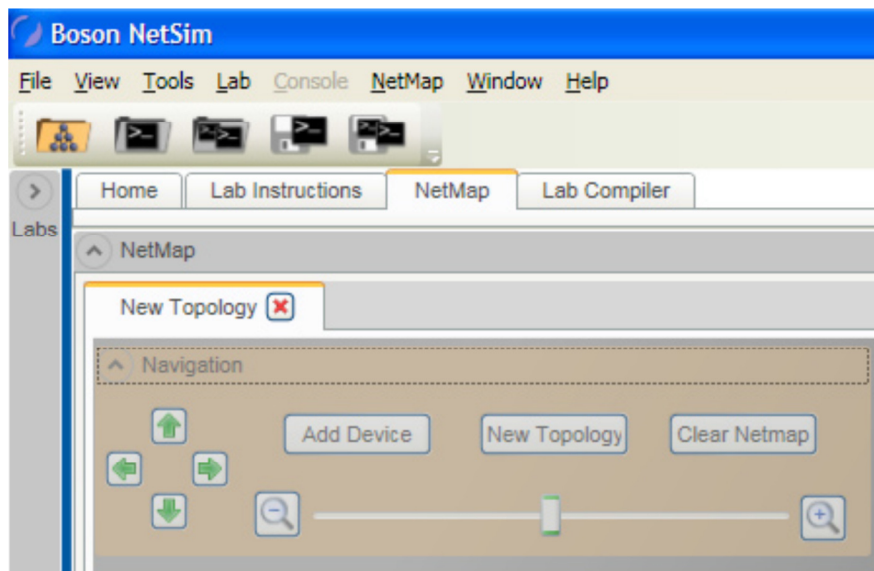 Boson NetSim
File View Tools Lab Console NetMap Window Help
Home Lab Instructions NetMap Lab Compiler
Labs
NetMap
New Topology
Navigation
Add Device New Topology Clear Netmap